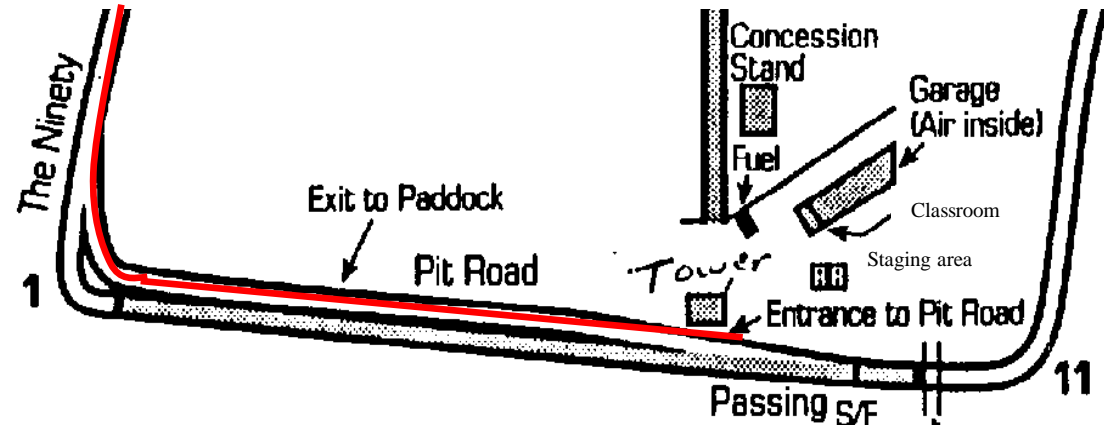 Concession
Stand
Garage
(Air inside)
The Ninety
Fuel
Exit to Paddock
Classroom
Pit Road
Tower
Staging area
1
Entrance to Pit Road
11
Passing
S/F